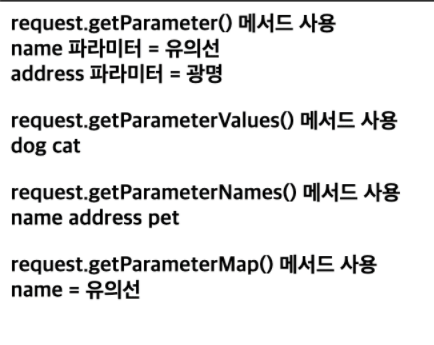 request.getParameter() 메서드 사용
name 파라미터 = 유의선
address 파라미터 = 광명
request.getParameterValues() 메서드 사용
dog cat
request.getParameterNames() 메서드 사용
name address pet
request.getParameterMap() 메서드 사용
name = 유의선